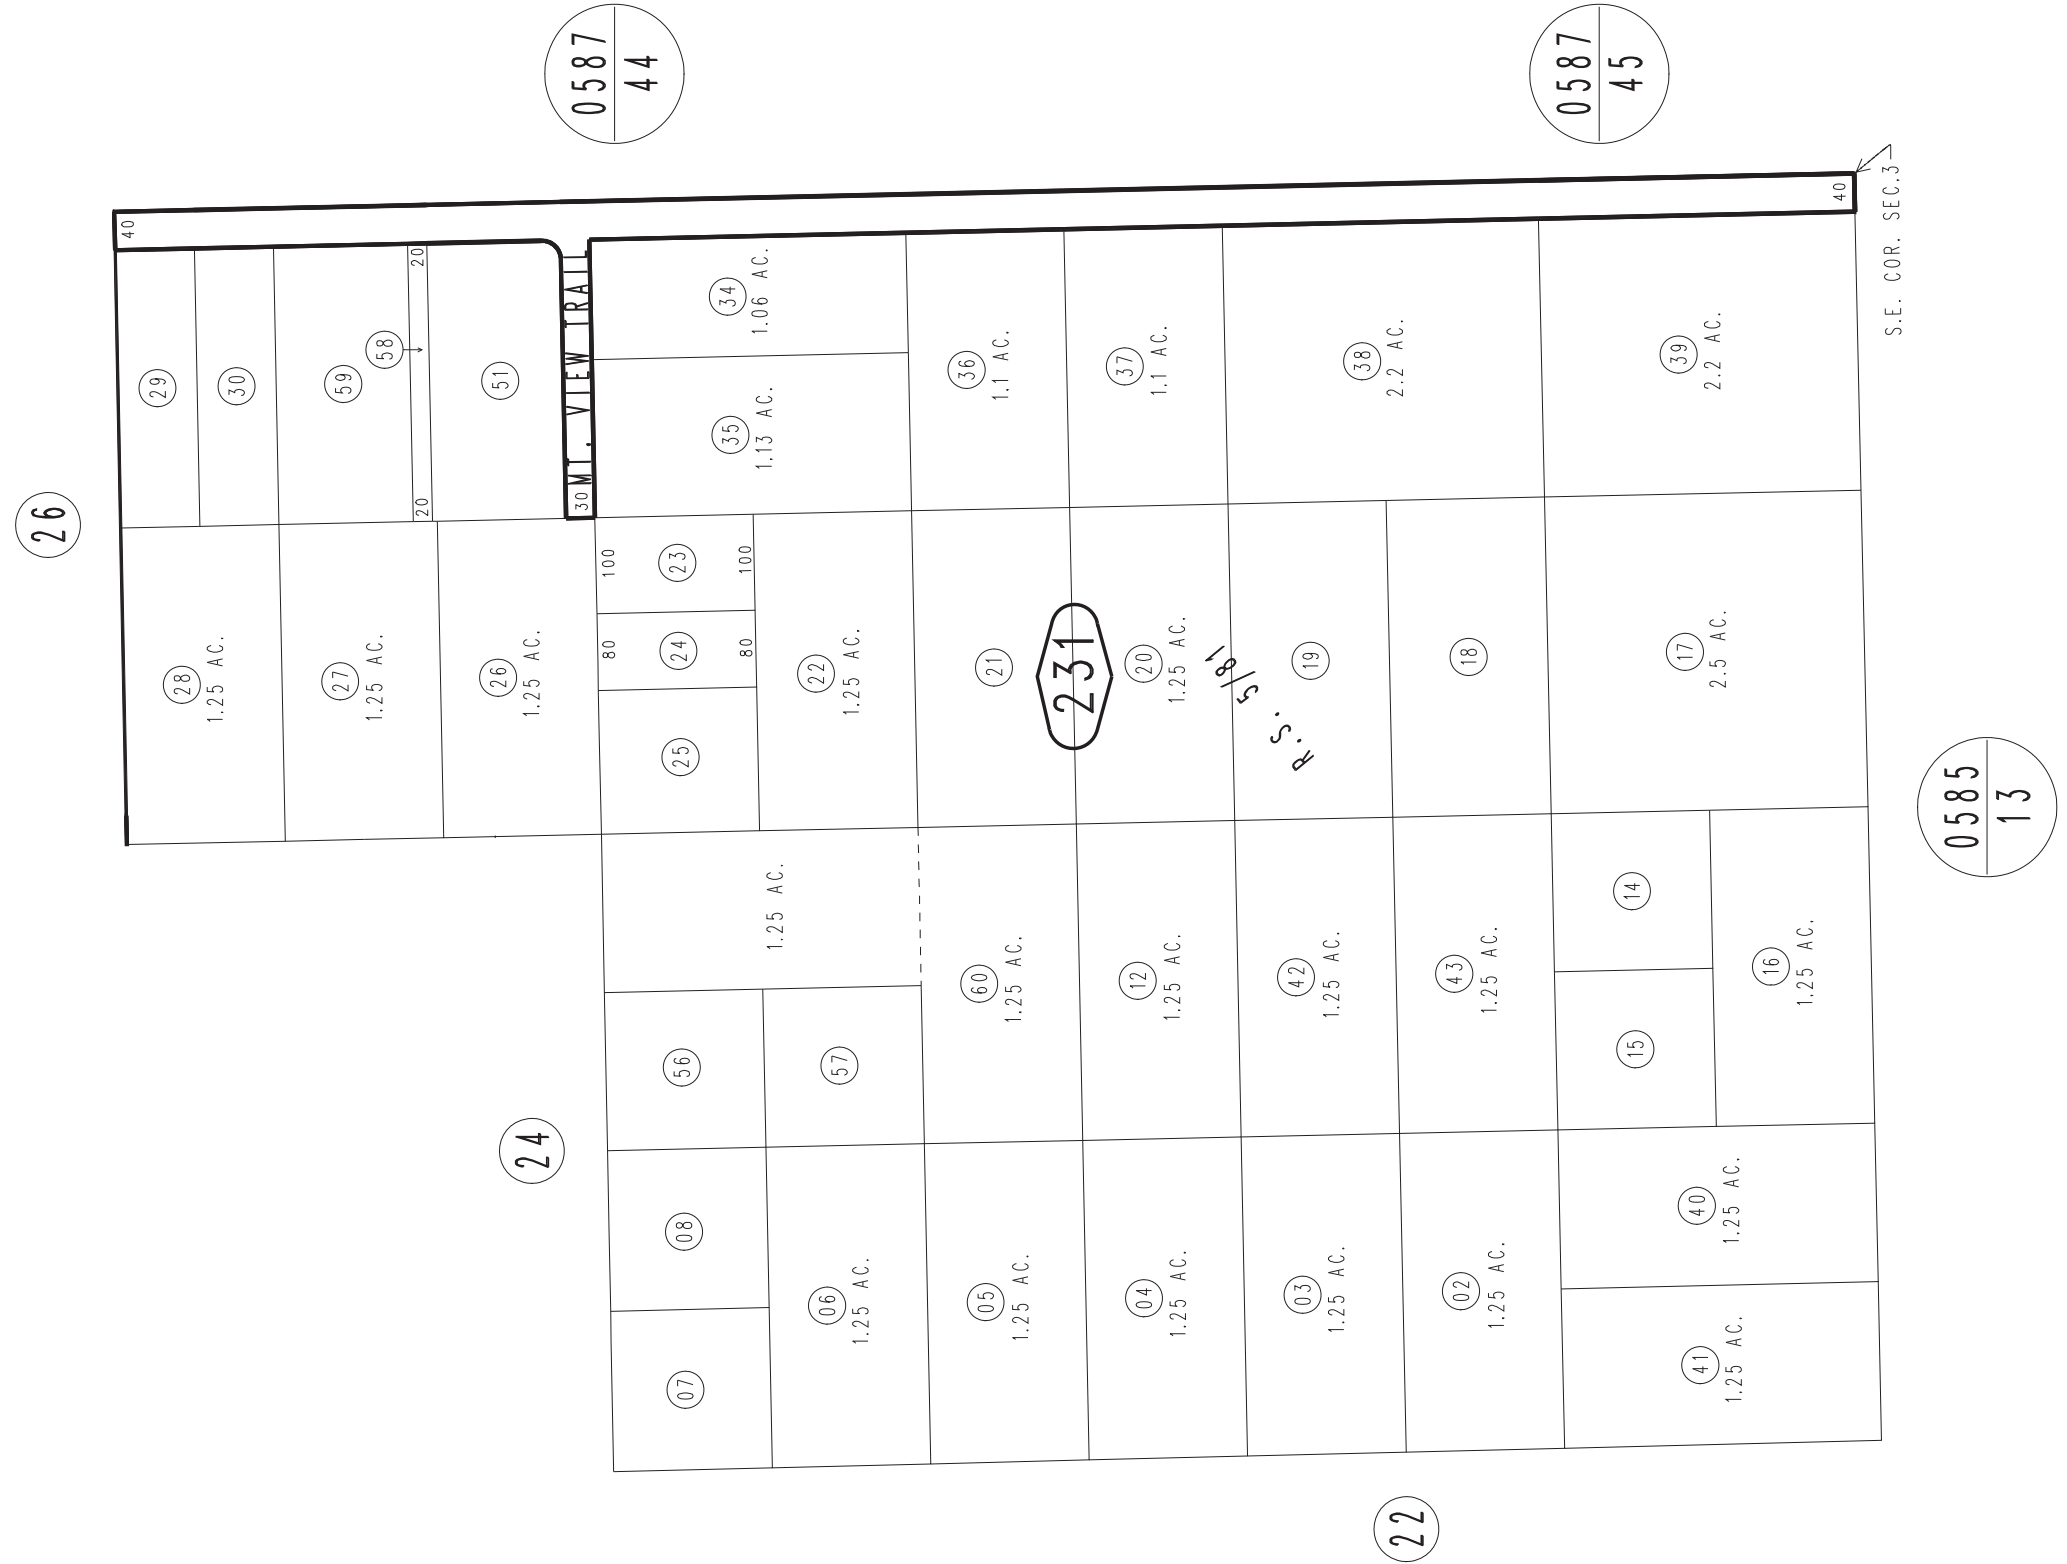 26
40
29
28
1.25 AC.
30
59
27
1.25 AC.
58
20
20
51
26
1.25 AC.
24
MT. VIEW TRAIL
30
0587
44
100
80
07
08
56
25
24
23
100
80
34
1.06 AC.
35
1.13 AC.
1.25 AC.
06
1.25 AC.
57
22
1.25 AC.
05
1.25 AC.
60
1.25 AC.
21
36
1.1 AC.
231
04
1.25 AC.
12
1.25 AC.
20
1.25 AC.
37
1.1 AC.
R.S. 5/81
03
1.25 AC.
42
1.25 AC.
19
38
2.2 AC.
22
02
1.25 AC.
43
1.25 AC.
18
0587
45
15
14
41
1.25 AC.
40
1.25 AC.
17
2.5 AC.
39
2.2 AC.
16
1.25 AC.
40
S.E. COR. SEC.3
0585
13